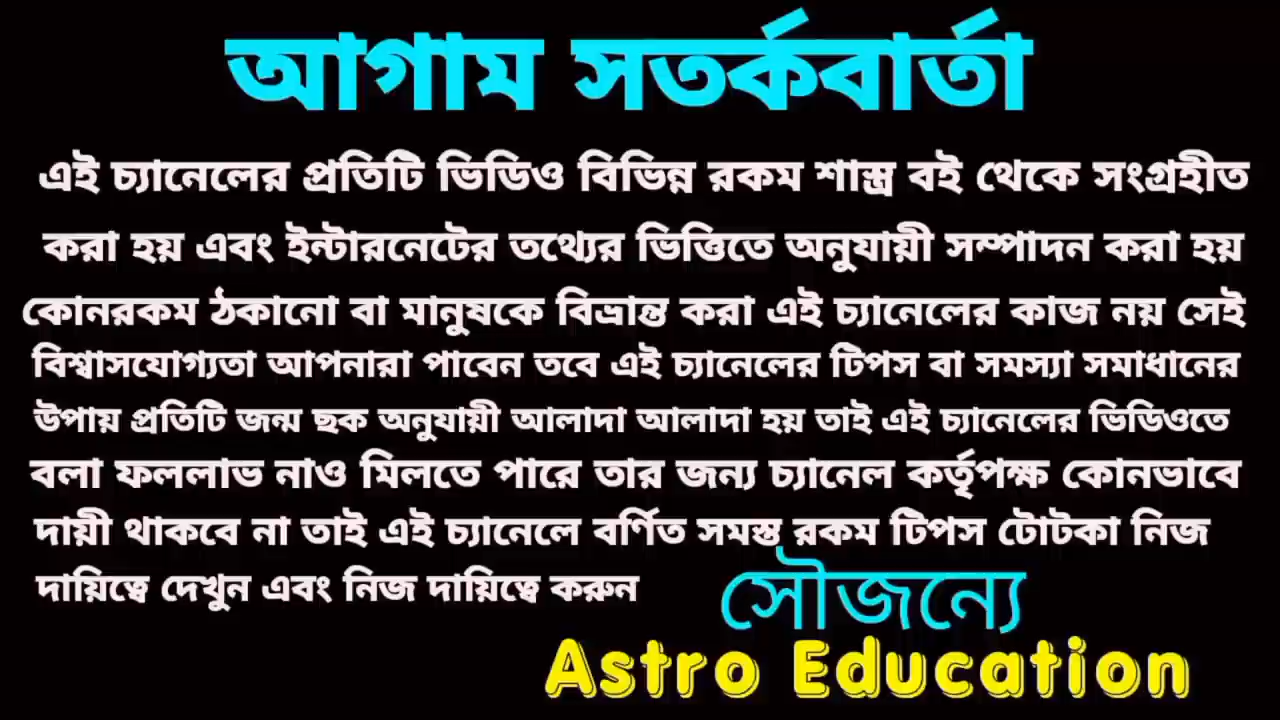 আগাম সতর্কবার্তা
এই চ্যানেলের প্রতিটি ভিডিও বিভিন্ন রকম শাস্ত্র বই থেকে সংগ্রহীত
করা হয় এবং ইন্টারনেটের তথ্যের ভিত্তিতে অনুযায়ী সম্পাদন করা হয়
কোনরকম ঠকানো বা মানুষকে বিভ্রান্ত করা এই চ্যানেলের কাজ নয় সেই
বিশ্বাসযোগ্যতা আপনারা পাবেন তবে এই চ্যানেলের টিপস বা সমস্যা সমাধানের
উপায় প্রতিটি জন্ম ছক অনুযায়ী আলাদা আলাদা হয় তাই এই চ্যানেলের ভিডিওতে
বলা ফললাভ নাও মিলতে পারে তার জন্য চ্যানেল কর্তৃপক্ষ কোনভাবে
দায়ী থাকবে না তাই এই চ্যানেলে বর্ণিত সমস্ত রকম টিপস টোটকা নিজ
দায়িত্বে দেখুন এবং নিজ দায়িত্বে করুন
সৌজন্যে
Astro Education